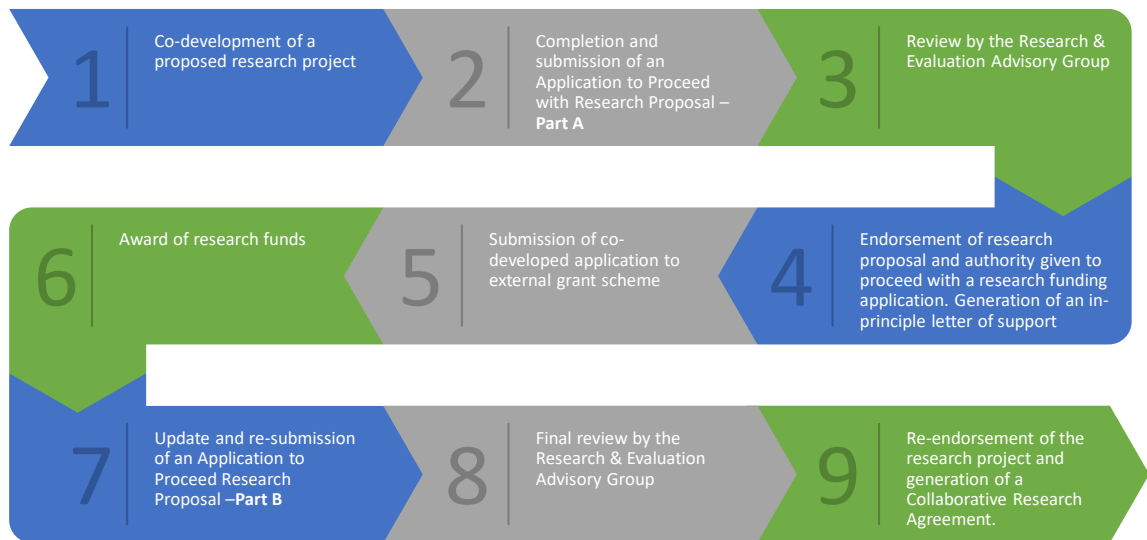 1
Co-development of a
proposed research project
2
Completion and
submission of an
Application to Proceed
with Research Proposal –
Part A
3
Review by the Research &
Evaluation Advisory Group
4
Endorsement of research
proposal and authority given to
proceed with a research funding
application. Generation of an in-
principle letter of support
5
Submission of co-
developed application to
external grant scheme
6
Award of research funds
7
Update and re-submission
of an Application to
Proceed Research
Proposal –Part B
8
Final review by the
Research & Evaluation
Advisory Group
9
Re-endorsement of the
research project and
generation of a
Collaborative Research
Agreement.